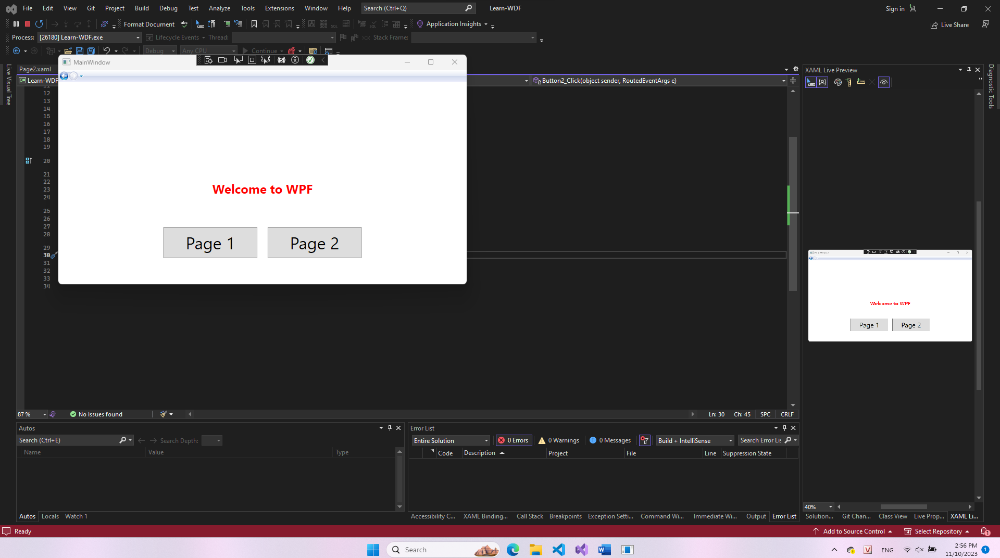 File Edit View Git Project Build Debug Test Analyze Tools Extensions Window Help Search (Ctrl+Q) Learn-WDF Sign in
Format Document Application Insights Live Share
Process: [26180] Learn-WDF.exe Lifecycle Events Thread: Stack Frame:
Debug Any CPU Continue
MainWindow
Page2.xaml
XAML Live Preview
Learn-WDF
Button2_Click(object sender, RoutedEventArgs e)
Live Visual Tree
Diagnostic Tools
12
13
14
15
16
17
18
19
20
21
22
23
24
25
26
27
28
29
30
31
32
33
34
Welcome to WPF
Page 1 Page 2
Welcome to WPF
Page 1 Page 2
87 % No issues found Ln: 30 Ch: 45 SPC CRLF
Autos
Search (Ctrl+E) Search Depth:
Name Value Type
Error List
Entire Solution 0 Errors 0 Warnings 0 Messages Build + IntelliSense Search Error Lis
Code Description Project File Line Suppression State
40%
Autos Locals Watch 1
Accessibility C... XAML Binding... Call Stack Breakpoints Exception Setti... Command Wi... Immediate Wi... Output Error List
Solution... Git Chan... Class View Live Prop... XAML Li...
Ready Add to Source Control Select Repository 1
Search
ENG
2:56 PM
11/10/2023
1